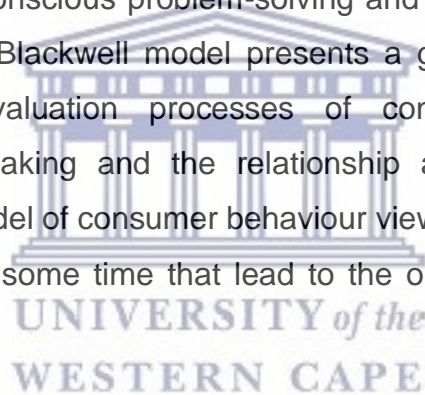 onscious problem-solving and
Blackwell model presents a g
valuation processes of con
aking and the relationship a
del of consumer behaviour view
some time that lead to the o
UNIVERSITY of the
WESTERN CAPE